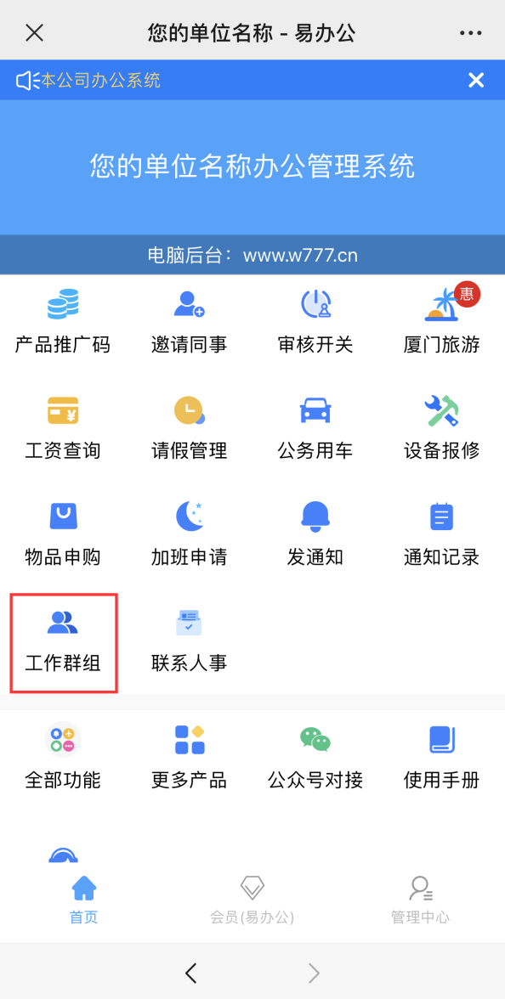 您的单位名称 - 易办公
本公司办公系统
您的单位名称办公管理系统
电脑后台：www.w777.cn
惠
产品推广码 邀请同事 审核开关 厦门旅游
工资查询 请假管理 公务用车 设备报修
物品申购 加班申请 发通知 通知记录
工作群组 联系人事
全部功能 更多产品 公众号对接 使用手册
首页 会员(易办公) 管理中心